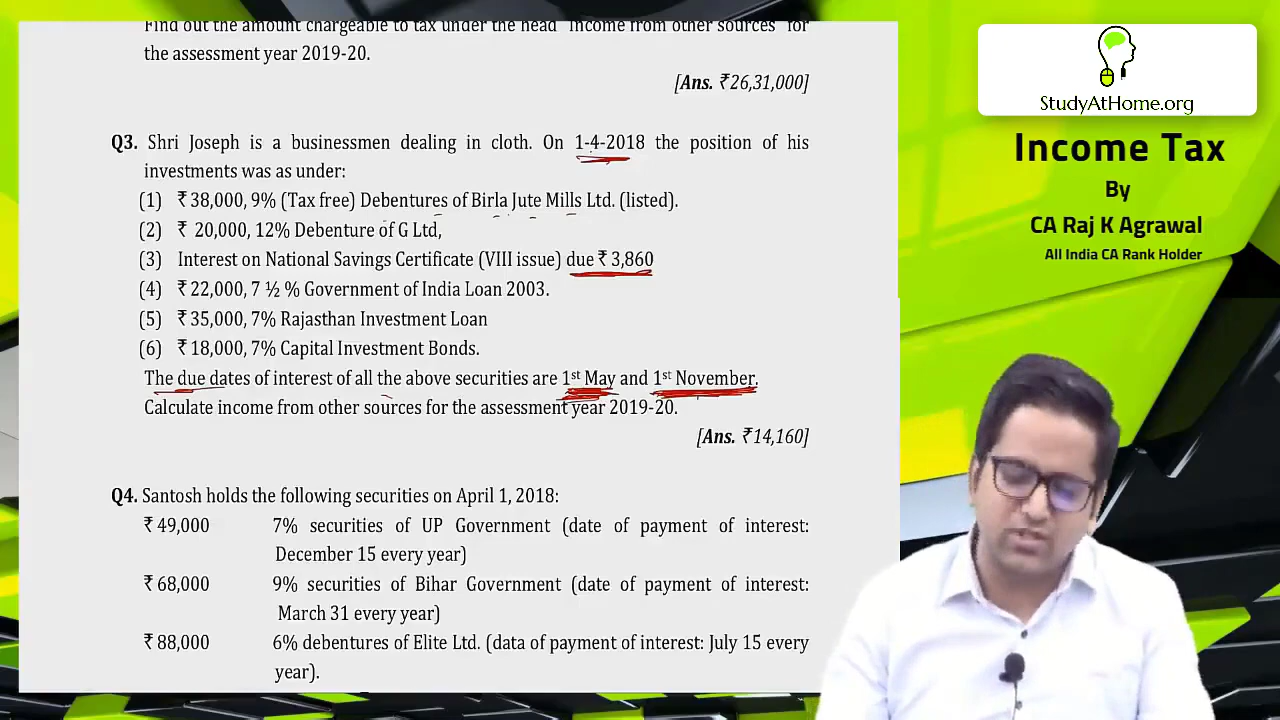 Find out the amount chargeable to tax under the head "Income from other sources" for
the assessment year 2019-20.
[Ans. ₹26,31,000]
Q3. Shri Joseph is a businessmen dealing in cloth. On 1-4-2018 the position of his
investments was as under:
(1) ₹ 38,000, 9% (Tax free) Debentures of Birla Jute Mills Ltd. (listed).
(2) ₹ 20,000, 12% Debenture of G Ltd,
(3) Interest on National Savings Certificate (VIII issue) due ₹ 3,860
(4) ₹ 22,000, 7 ½ % Government of India Loan 2003.
(5) ₹ 35,000, 7% Rajasthan Investment Loan
(6) ₹ 18,000, 7% Capital Investment Bonds.
The due dates of interest of all the above securities are 1st May and 1st November.
Calculate income from other sources for the assessment year 2019-20.
[Ans. ₹14,160]
Q4. Santosh holds the following securities on April 1, 2018:
₹ 49,000 7% securities of UP Government (date of payment of interest:
December 15 every year)
₹ 68,000 9% securities of Bihar Government (date of payment of interest:
March 31 every year)
₹ 88,000 6% debentures of Elite Ltd. (data of payment of interest: July 15 every
year).
StudyAtHome.org
Income Tax
By
CA Raj K Agrawal
All India CA Rank Holder